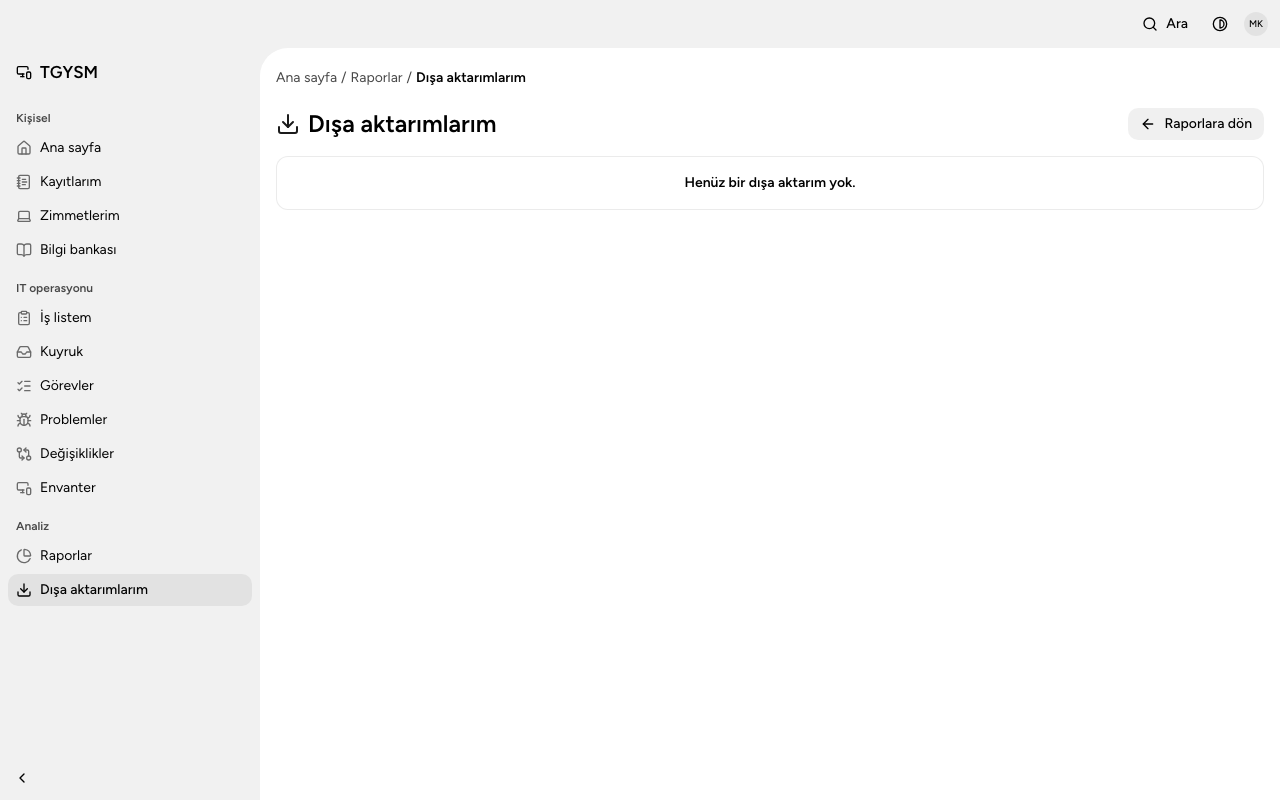 Ara
MK
TGYSM
Kişisel
Ana sayfa
Kayıtlarım
Zimmetlerim
Bilgi bankası
IT operasyonu
İş listem
Kuyruk
Görevler
Problemler
Değişiklikler
Envanter
Analiz
Raporlar
Dışa aktarımlarım
Ana sayfa / Raporlar / Dışa aktarımlarım
Dışa aktarımlarım
Raporlara dön
Henüz bir dışa aktarım yok.